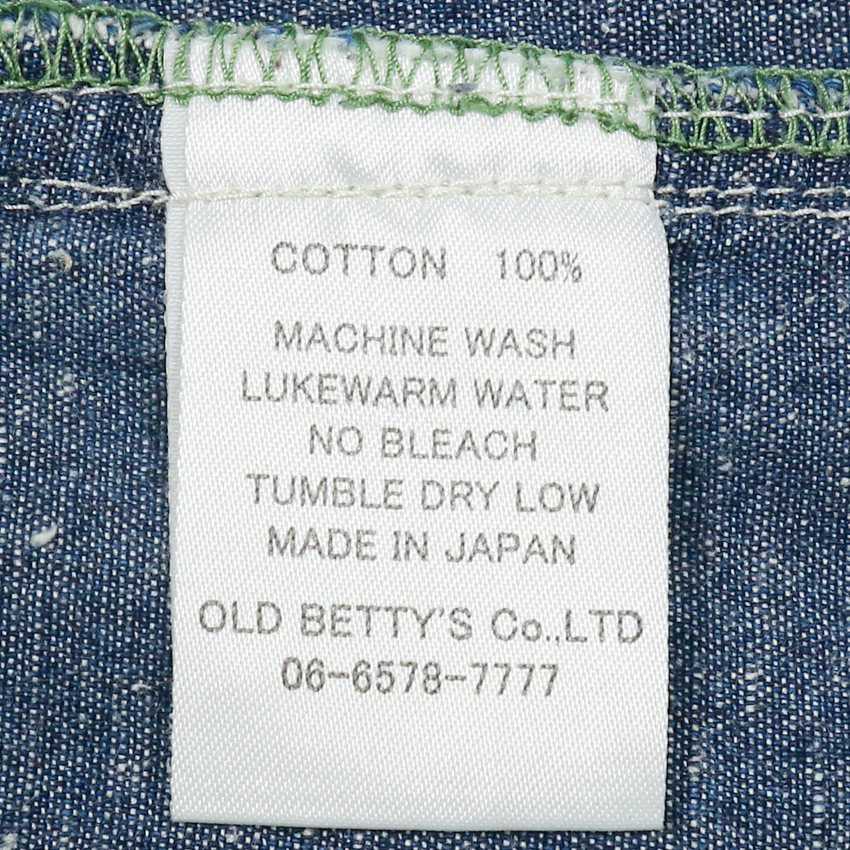 COTTON 100%
MACHINE WASH
LUKEWARM WATER
NO BLEACH
TUMBLE DRY LOW
MADE IN JAPAN
OLD BETTY'S Co.,LTD
06-6578-7777